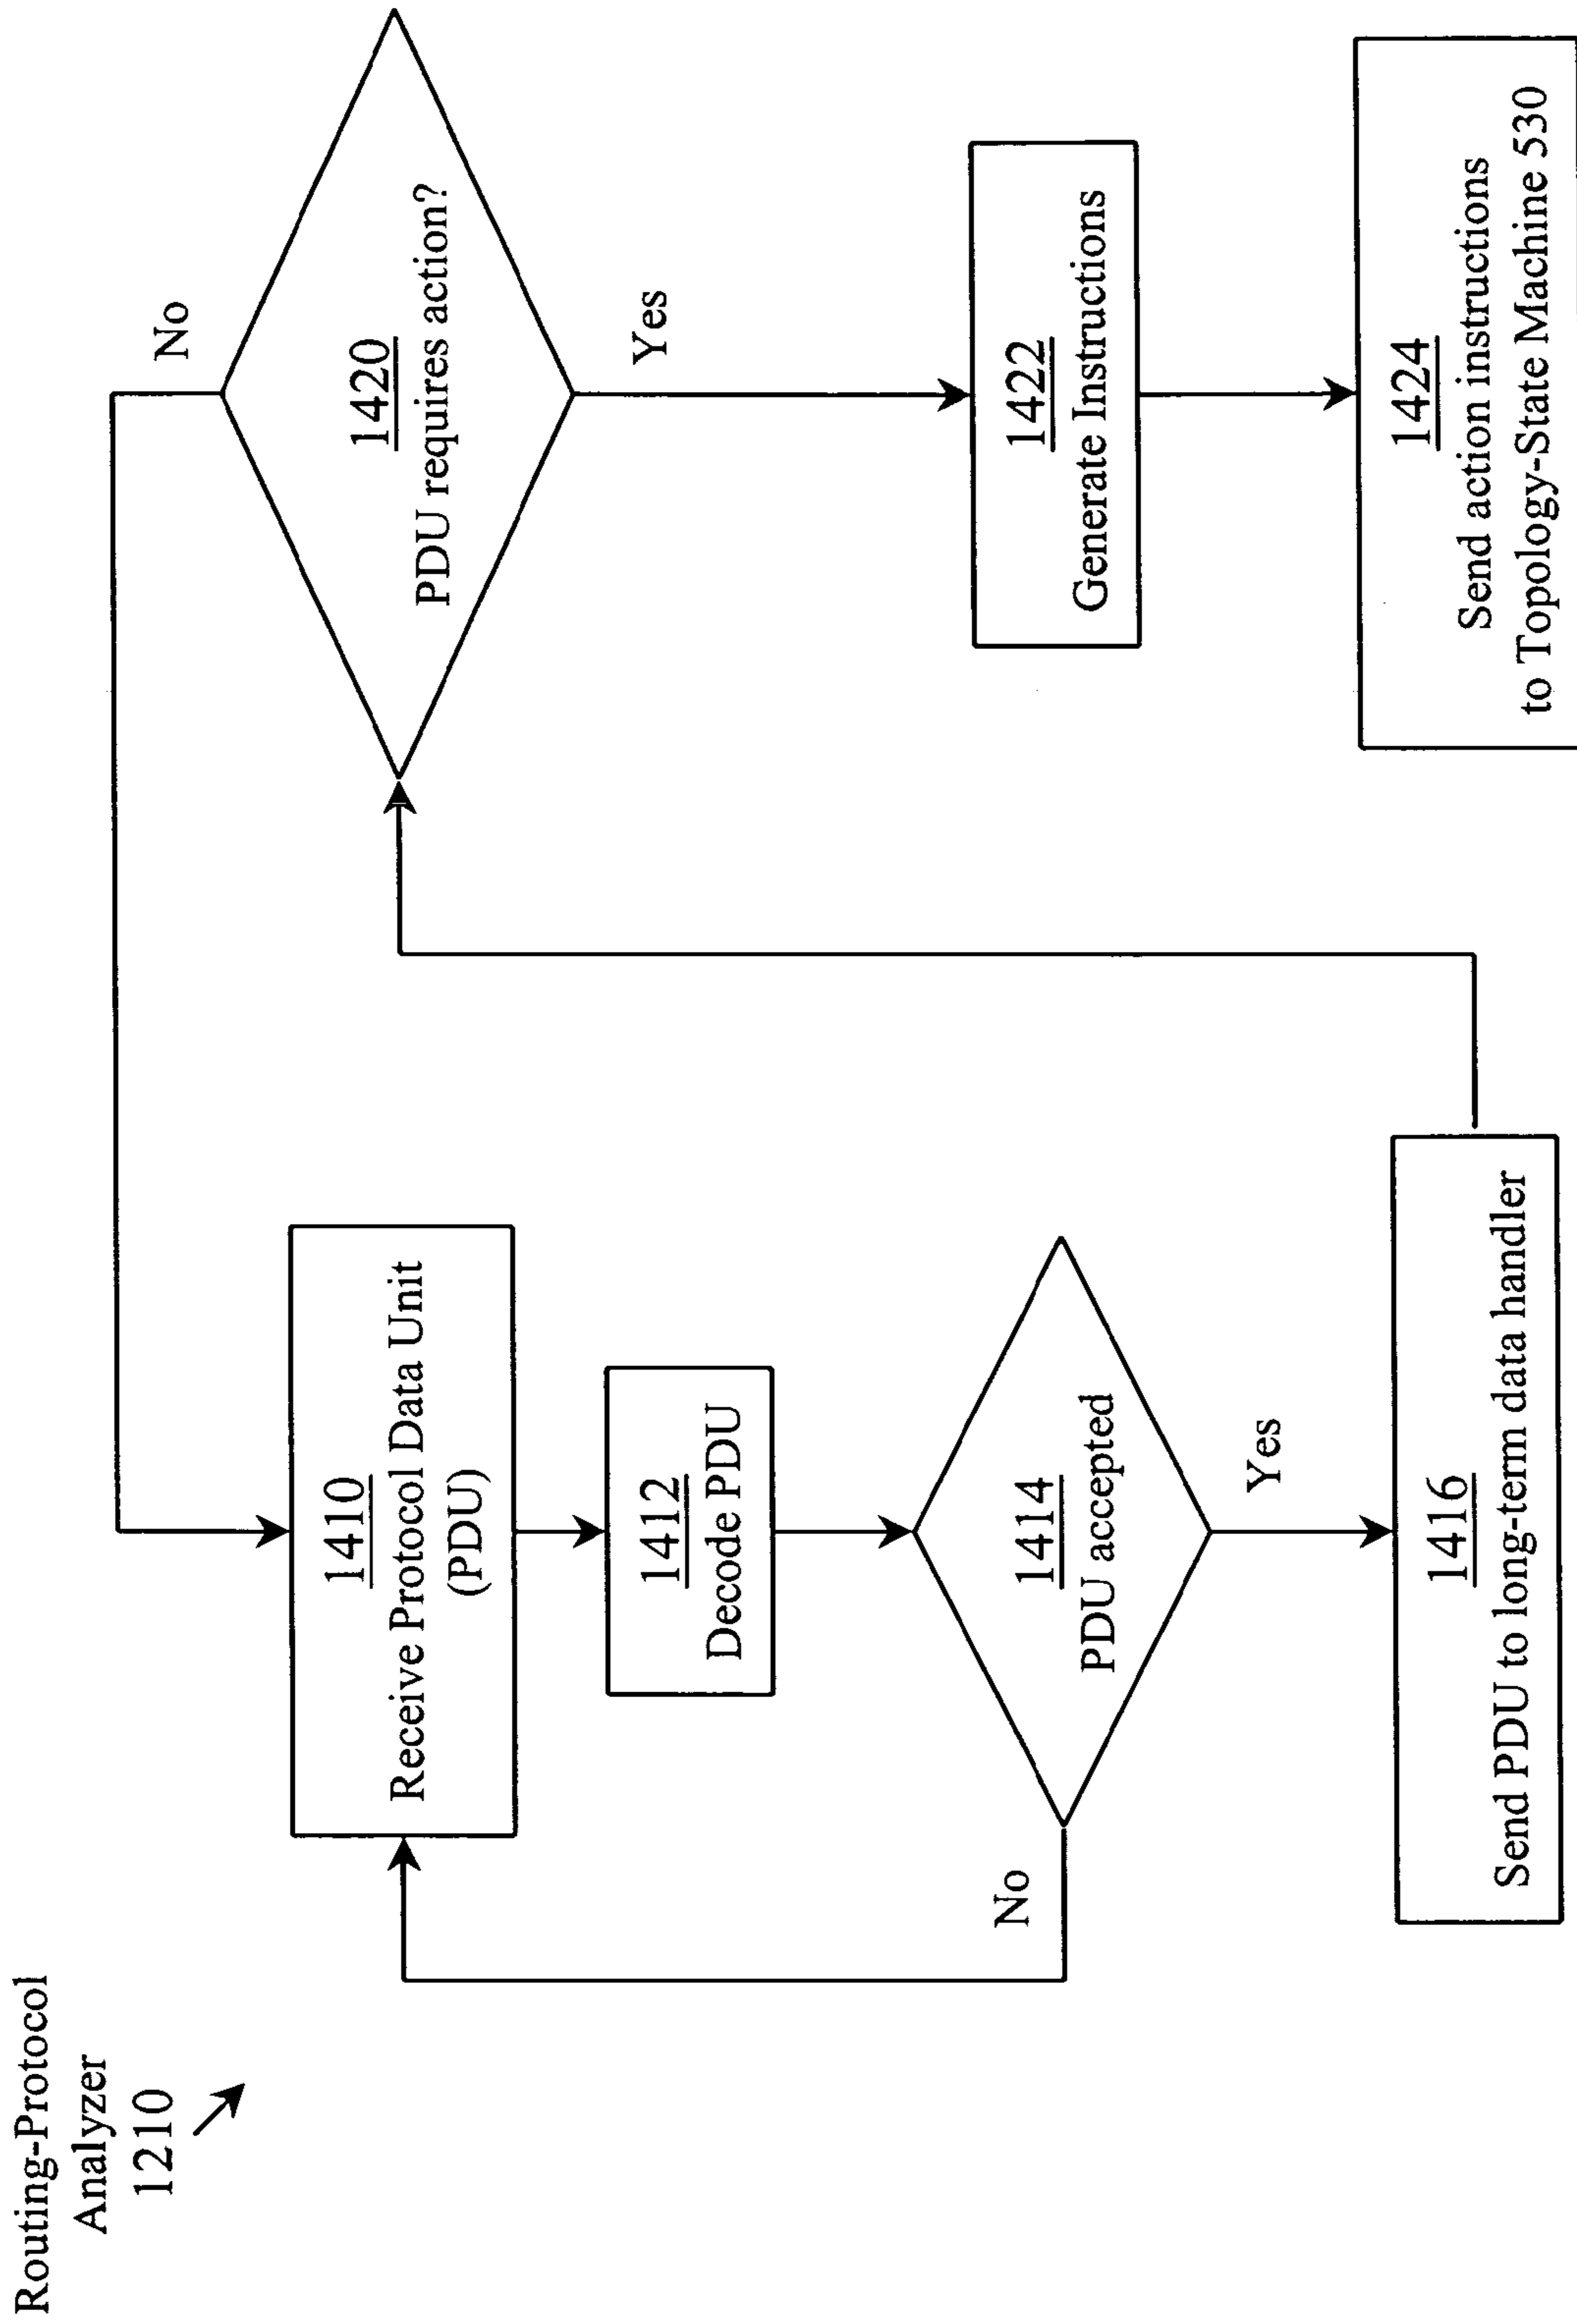 Routing-Protocol
Analyzer
1210
1410
Receive Protocol Data Unit
(PDU)
1412
Decode PDU
1414
PDU accepted
No
Yes
1416
Send PDU to long-term data handler
1420
PDU requires action?
No
Yes
1422
Generate Instructions
1424
Send action instructions
to Topology-State Machine 530